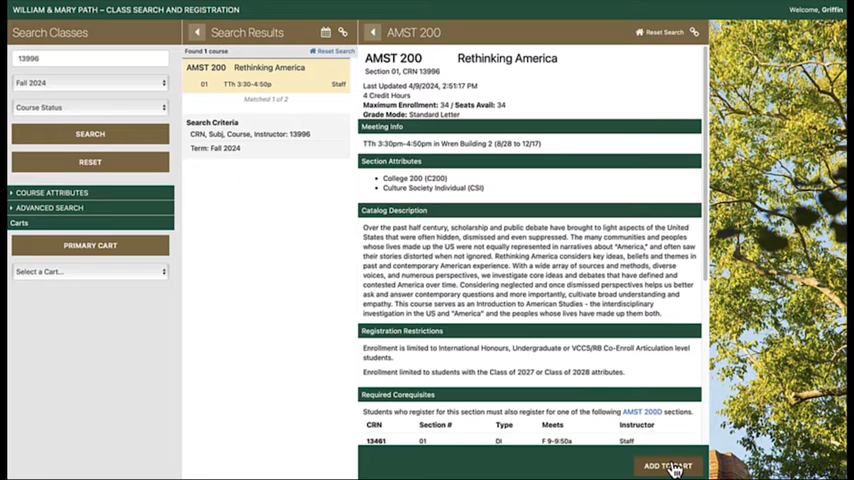 WILLIAM & MARY PATH – CLASS SEARCH AND REGISTRATION
Welcome, Griffin
Search Classes
13996
Fall 2024
Course Status
SEARCH
RESET
COURSE ATTRIBUTES
ADVANCED SEARCH
Carts
PRIMARY CART
Select a Cart...
Search Results
Found 1 course
Reset Search
AMST 200 Rethinking America
01 TTh 3:30-4:50p Staff
Matched 1 of 2
Search Criteria
CRN, Subj, Course, Instructor: 13996
Term: Fall 2024
AMST 200
Reset Search
AMST 200 Rethinking America
Section 01, CRN 13996
Last Updated 4/9/2024, 2:51:17 PM
4 Credit Hours
Maximum Enrollment: 34 / Seats Avail: 34
Grade Mode: Standard Letter
Meeting Info
TTh 3:30pm-4:50pm in Wren Building 2 (8/28 to 12/17)
Section Attributes
• College 200 (C200)
• Culture Society Individual (CSI)
Catalog Description
Over the past half century, scholarship and public debate have brought to light aspects of the United
States that were often hidden, dismissed and even suppressed. The many communities and peoples
whose lives made up the US were not equally represented in narratives about "America," and often saw
their stories distorted when not ignored. Rethinking America considers key ideas, beliefs and themes in
past and contemporary American experience. With a wide array of sources and methods, diverse
voices, and numerous perspectives, we investigate core ideas and debates that have defined and
contested America over time. Considering neglected and once dismissed perspectives helps us better
ask and answer contemporary questions and more importantly, cultivate broad understanding and
empathy. This course serves as an Introduction to American Studies - the interdisciplinary
investigation in the US and "America" and the peoples whose lives have made up them both.
Registration Restrictions
Enrollment is limited to International Honours, Undergraduate or VCCS/RB Co-Enroll Articulation level
students.
Enrollment limited to students with the Class of 2027 or Class of 2028 attributes.
Required Corequisites
Students who register for this section must also register for one of the following AMST 200D sections.
CRN Section # Type Meets Instructor
13461 01 DI F 9-9:50a Staff
ADD TO CART